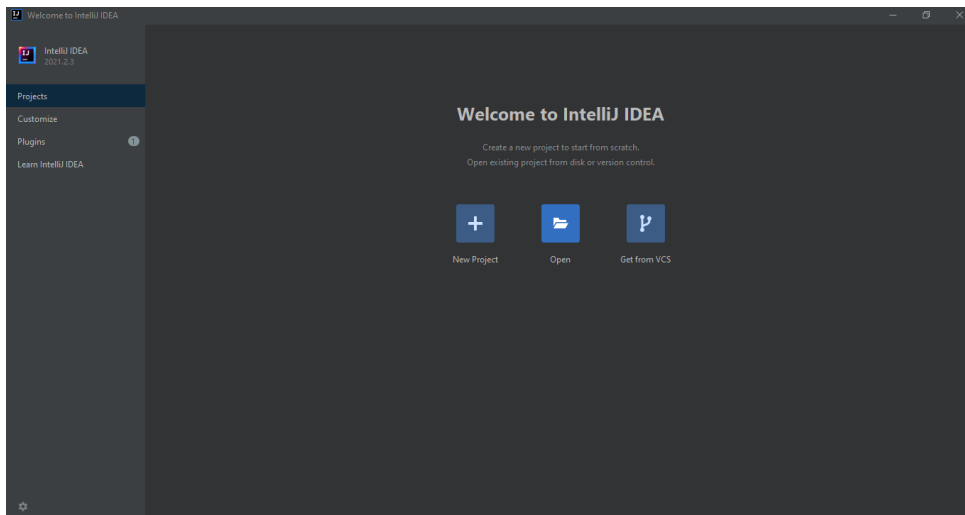 Welcome to IntelliJ IDEA
IntelliJ IDEA
2021.2.3
Projects
Customize
Plugins 1
Learn IntelliJ IDEA
Welcome to IntelliJ IDEA
Create a new project to start from scratch.
Open existing project from disk or version control.
New Project Open Get from VCS